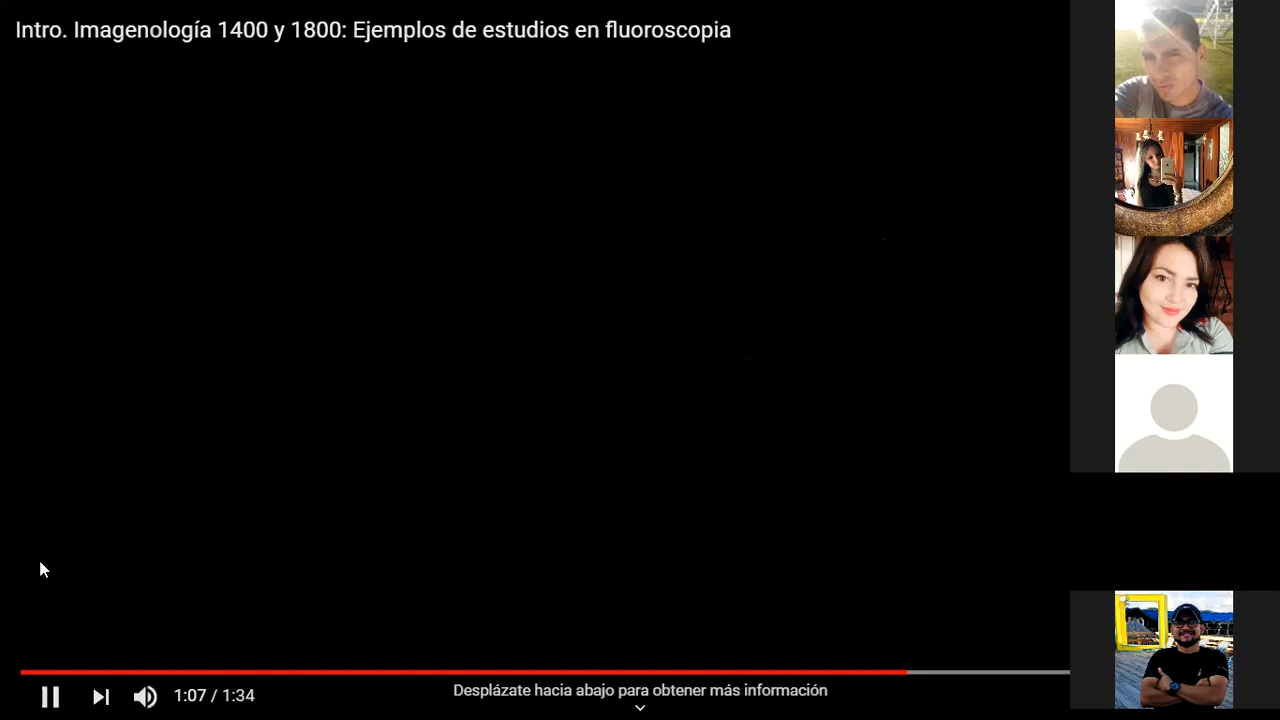 Intro. Imagenología 1400 y 1800: Ejemplos de estudios en fluoroscopia
1:07 / 1:34
Desplázate hacia abajo para obtener más información